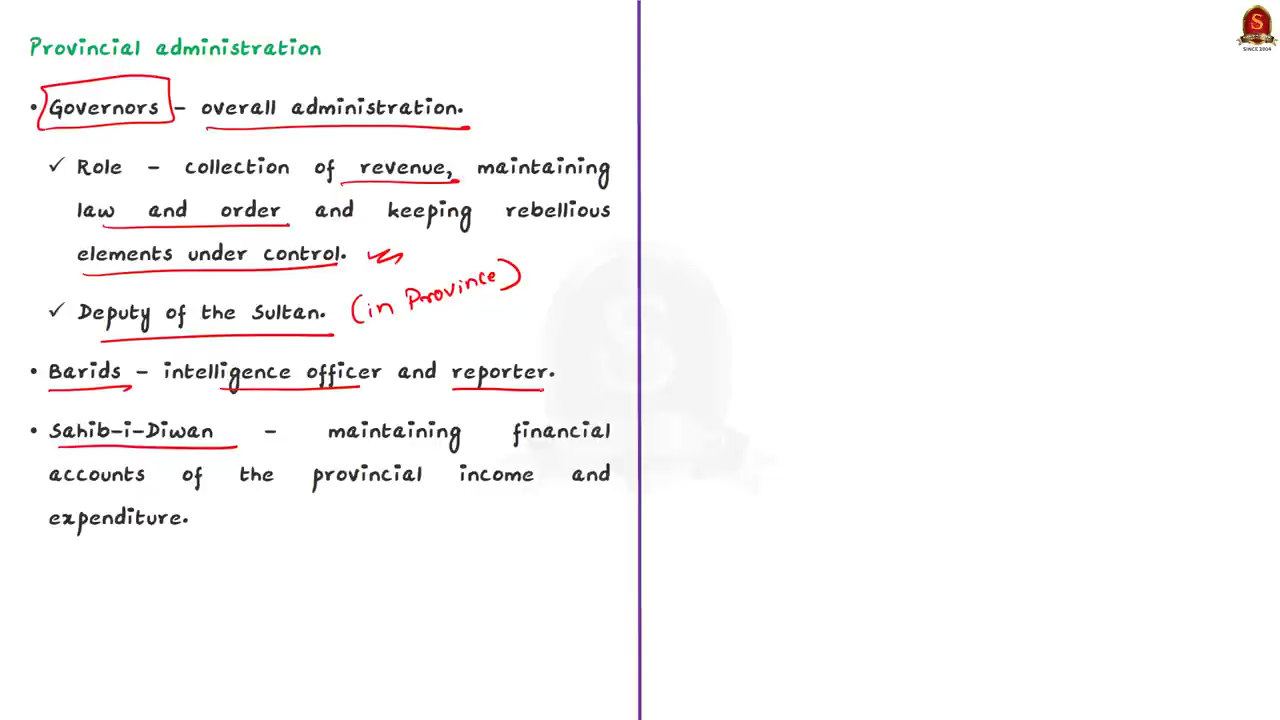 Provincial administration
• Governors - overall administration.
✓ Role - collection of revenue, maintaining
law and order and keeping rebellious
elements under control.
✓ Deputy of the Sultan. (in Province)
• Barids - intelligence officer and reporter.
• Sahib-i-Diwan - maintaining financial
accounts of the provincial income and
expenditure.
S
SINCE 2004